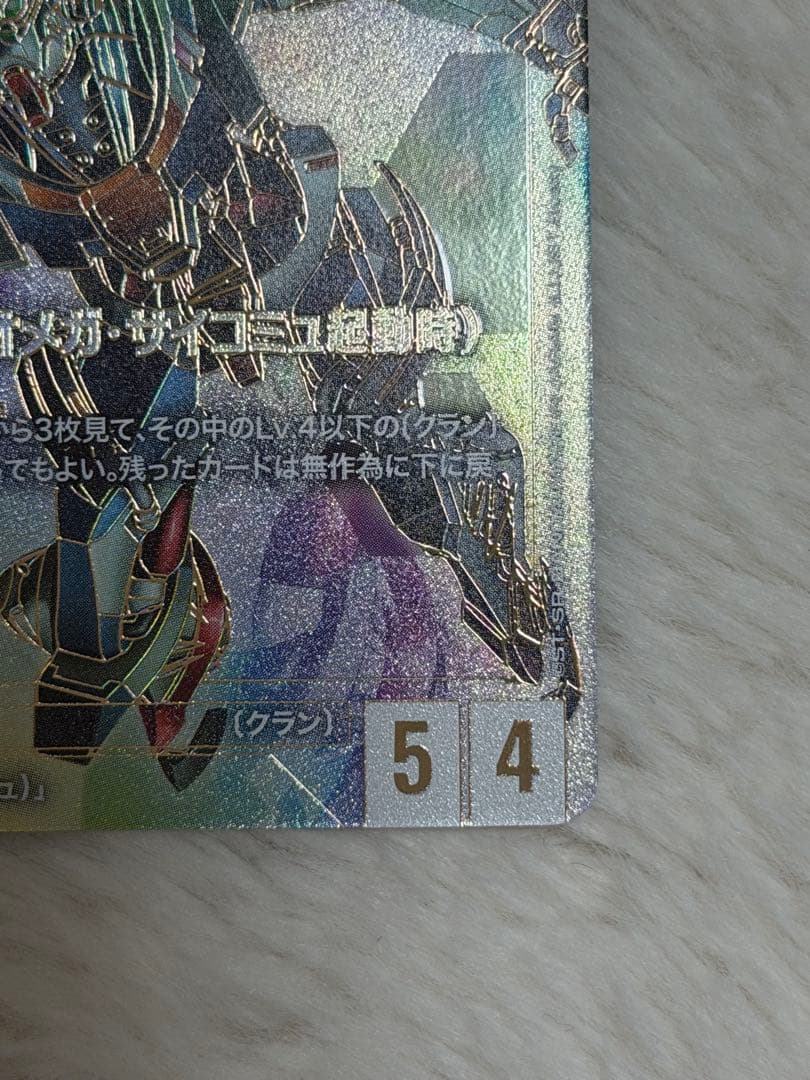 メガ・サイコミュ起動時)
から3枚見て、その中のLv.4以下の〔クラン〕
てもよい。残ったカードは無作為に下に戻
〔クラン〕
5 4
ュ)」